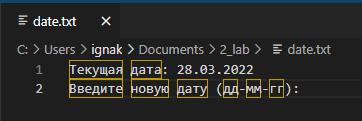 date.txt
C: > Users > ignak > Documents > 2_lab > date.txt
1 Текущая дата: 28.03.2022
2 Введите новую дату (дд-мм-гг):